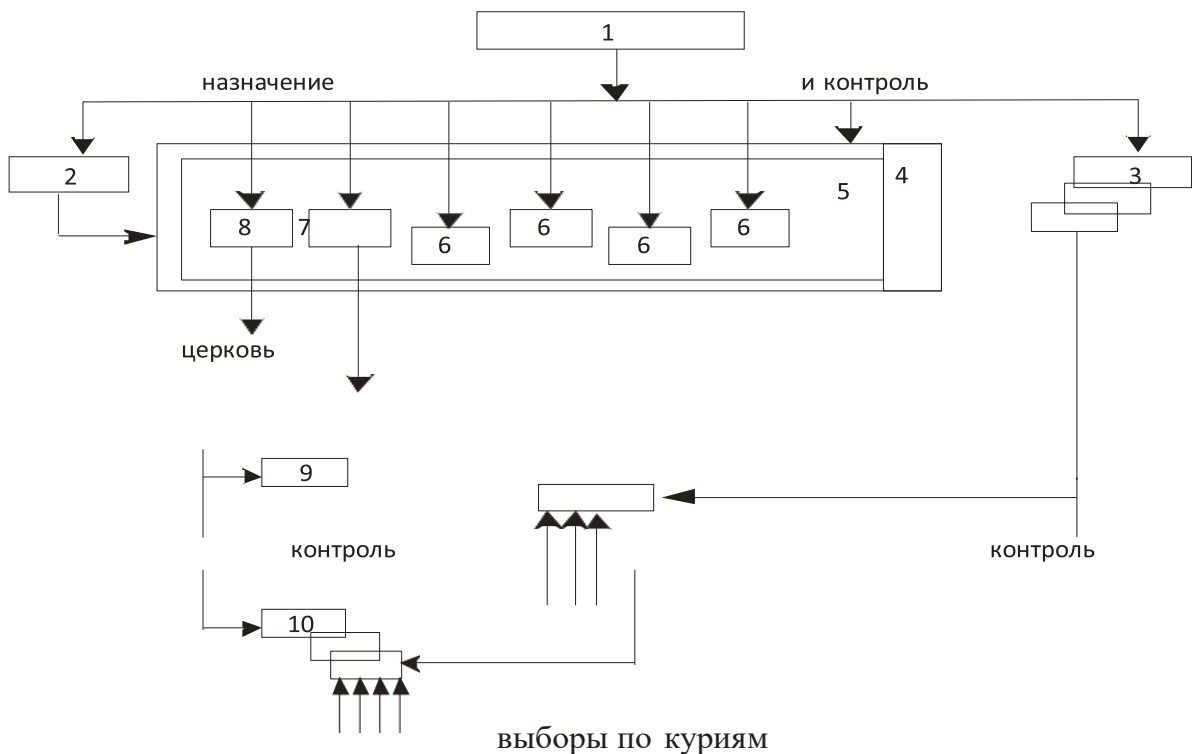 1
назначение и контроль
2
3
4
5
8 7
6 6 6 6
церковь
9
контроль контроль
10
выборы по куриям